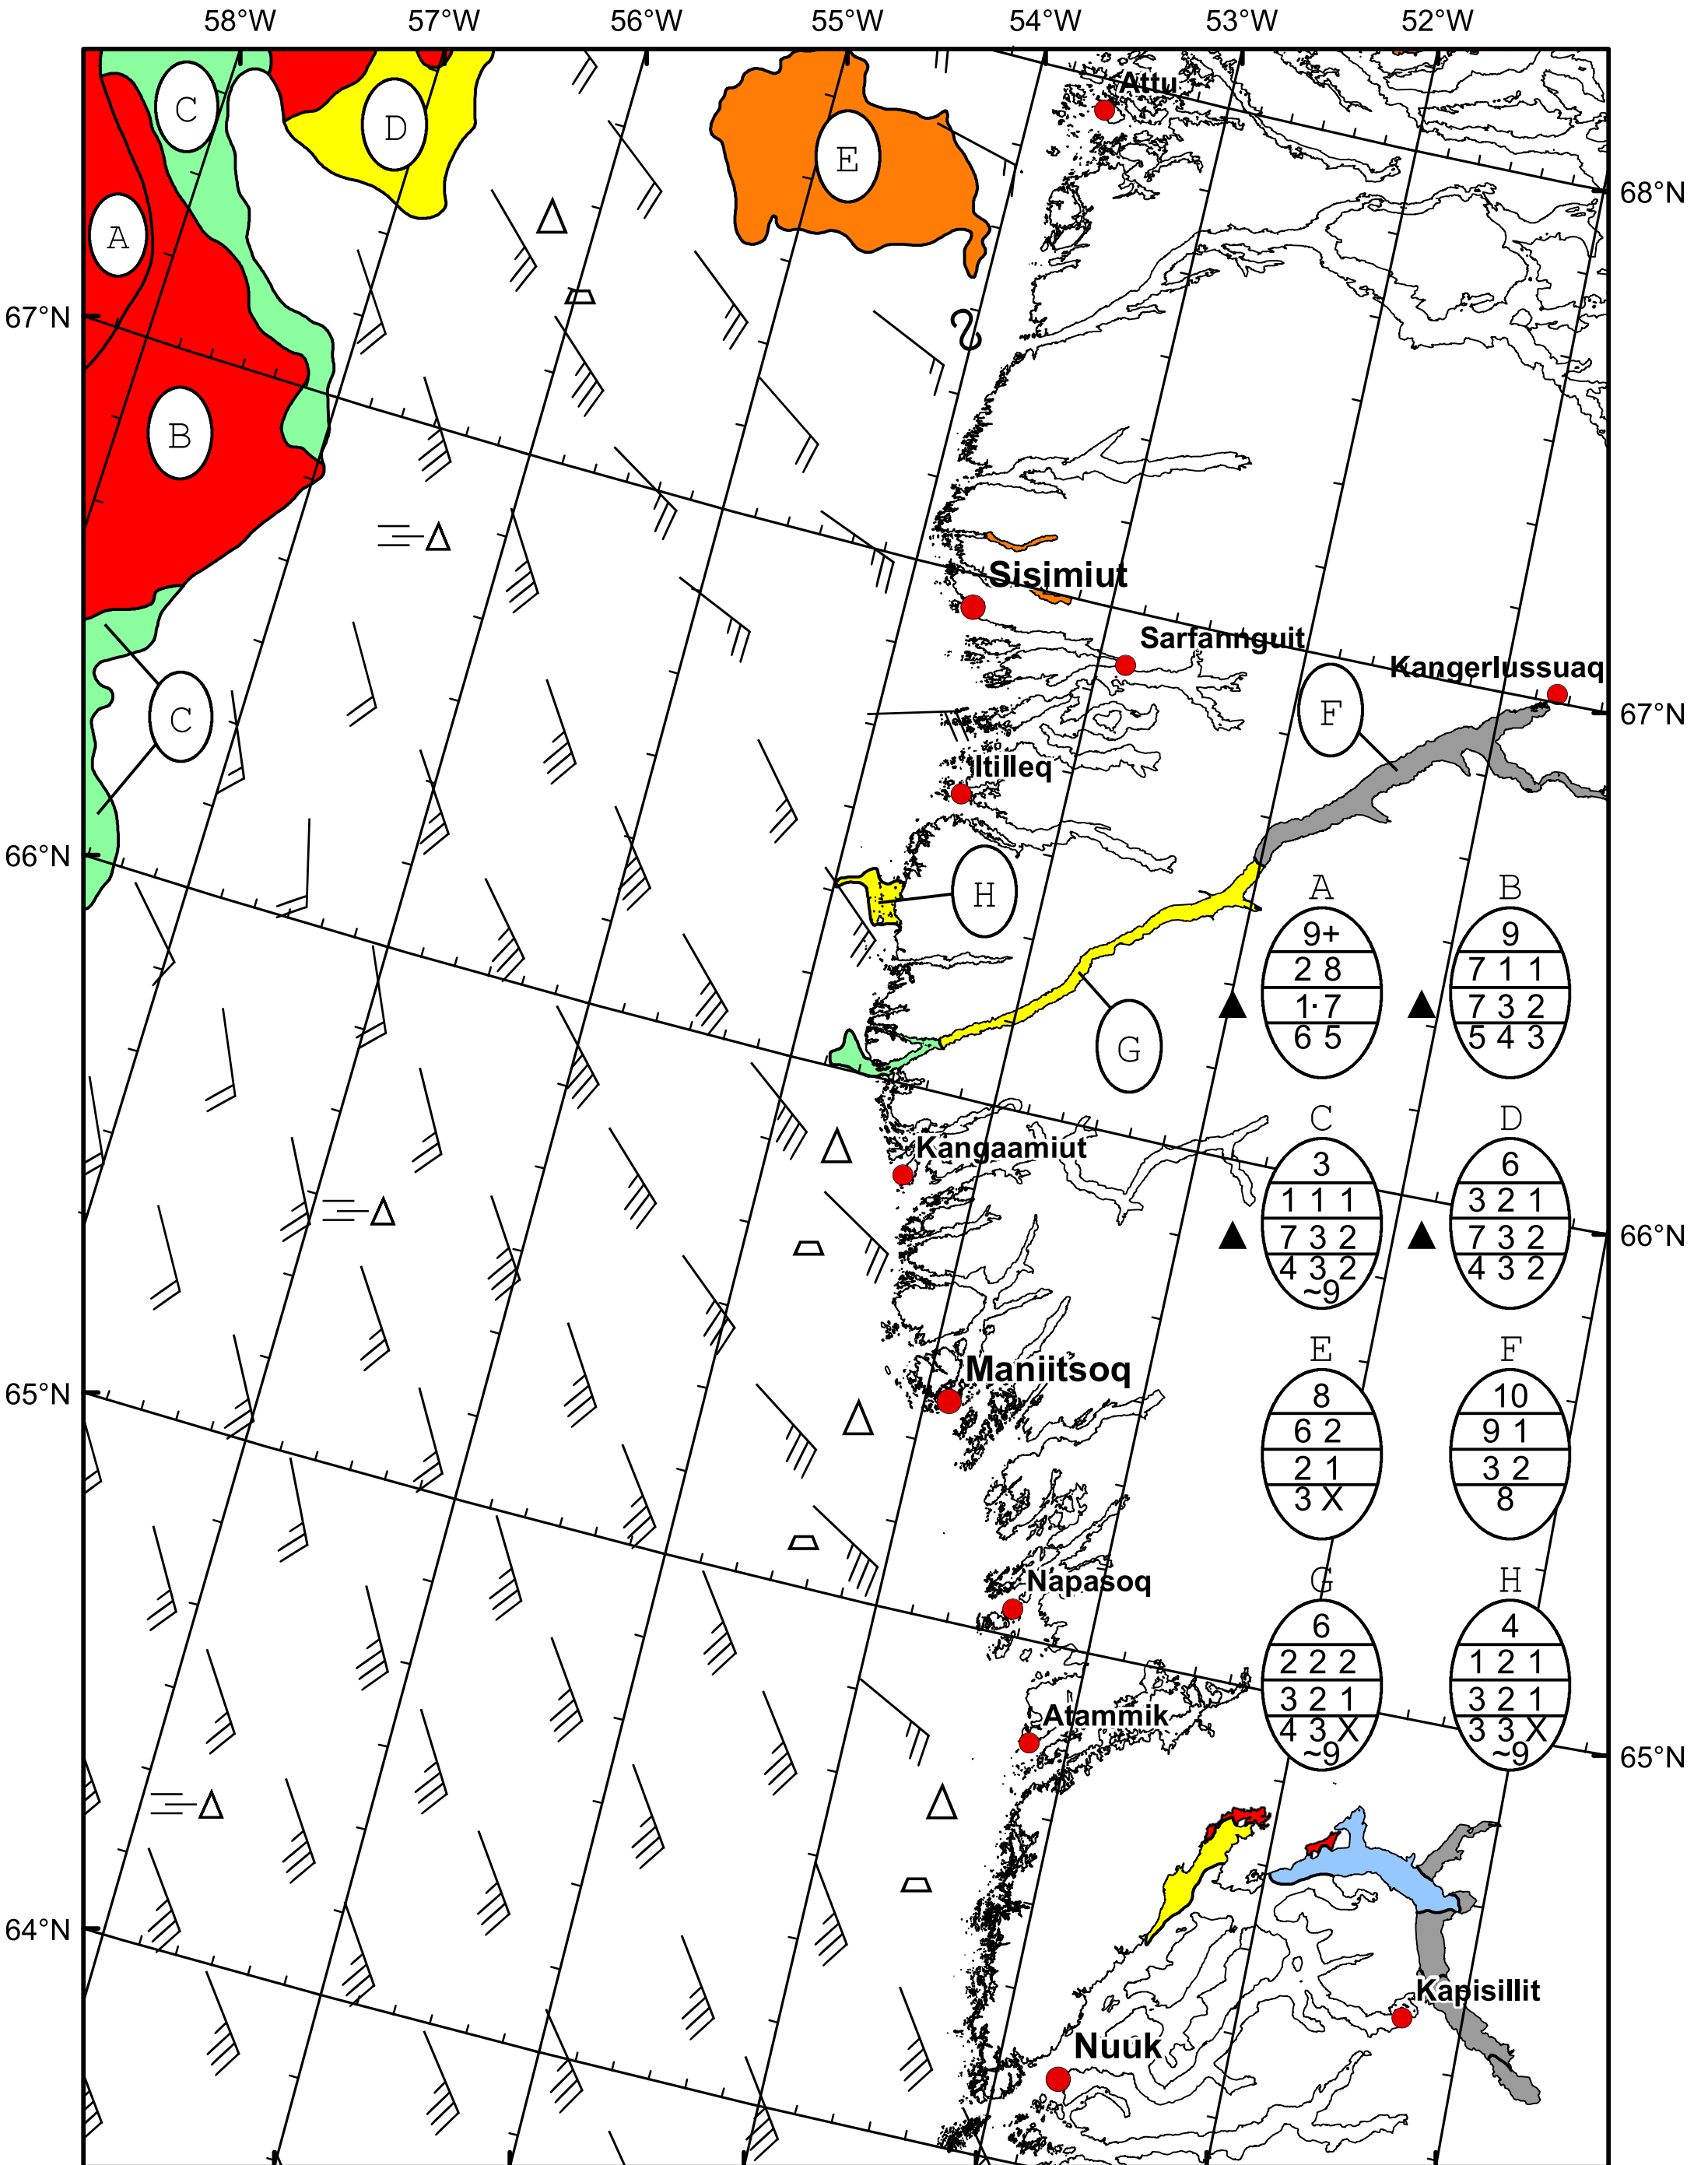 58°W 57°W 56°W 55°W 54°W 53°W 52°W
Attu
C
D
E
68°N
A
67°N
B
Sisimiut
Sarfannguit
Kangerlussuaq
C
F
67°N
Itilleq
66°N
H
A B
9+ 9
2 8 7 1 1
1· 7 7 3 2
6 5 5 4 3
G
C D
Kangaamiut
3 6
1 1 1 3 2 1
7 3 2 7 3 2
66°N
4 3 2 4 3 2
~9
E F
Maniitsoq
65°N
8 10
6 2 9 1
2 1 3 2
3 X 8
Napasoq
G H
6 4
2 2 2 1 2 1
3 2 1 3 2 1
Atammik
4 3 X 3 3 X
~9 ~9
65°N
64°N
Kapisillit
Nuuk